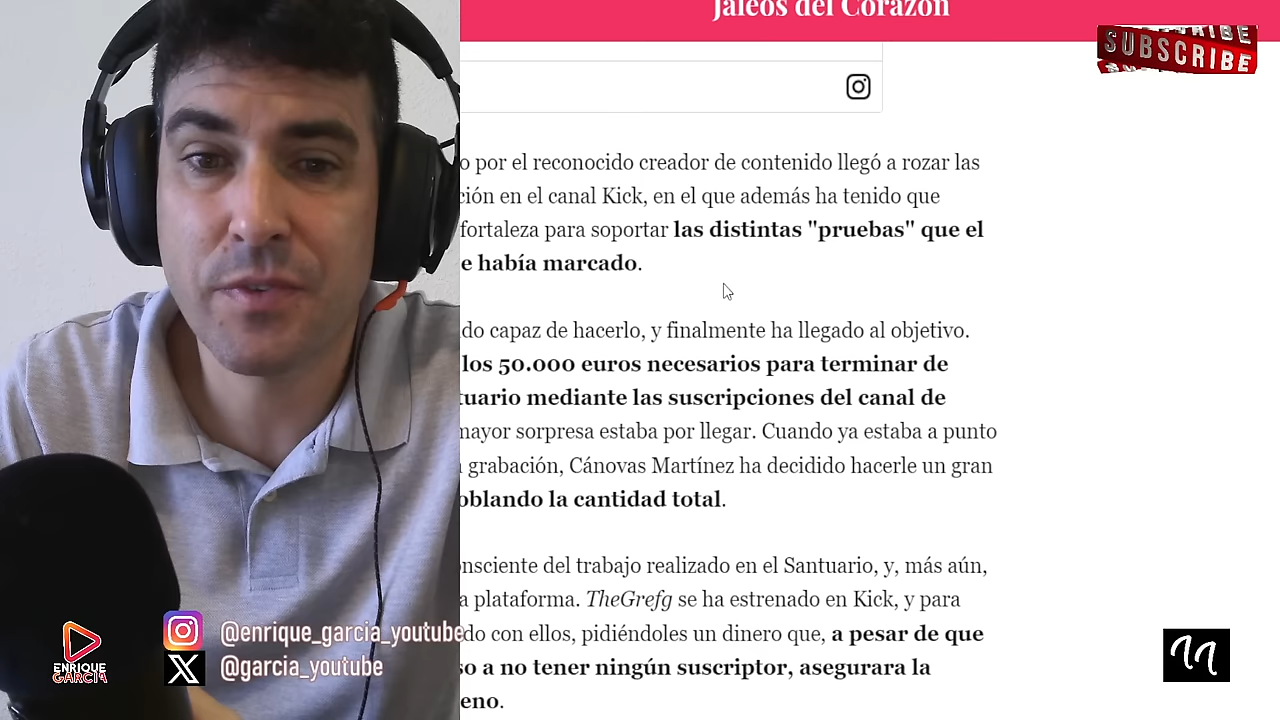 Jaleos del Corazón
SUBSCRIBE
o por el reconocido creador de contenido llegó a rozar las
ción en el canal Kick, en el que además ha tenido que
fortaleza para soportar las distintas "pruebas" que el
e había marcado.
do capaz de hacerlo, y finalmente ha llegado al objetivo.
los 50.000 euros necesarios para terminar de
tuario mediante las suscripciones del canal de
mayor sorpresa estaba por llegar. Cuando ya estaba a punto
grabación, Cánovas Martínez ha decidido hacerle un gran
oblando la cantidad total.
onsciente del trabajo realizado en el Santuario, y, más aún,
a plataforma. TheGrefg se ha estrenado en Kick, y para
do con ellos, pidiéndoles un dinero que, a pesar de que
so a no tener ningún suscriptor, asegurara la
eno.
ENRIQUE
GARCIA
@enrique_garcia_youtube
@garcia_youtube